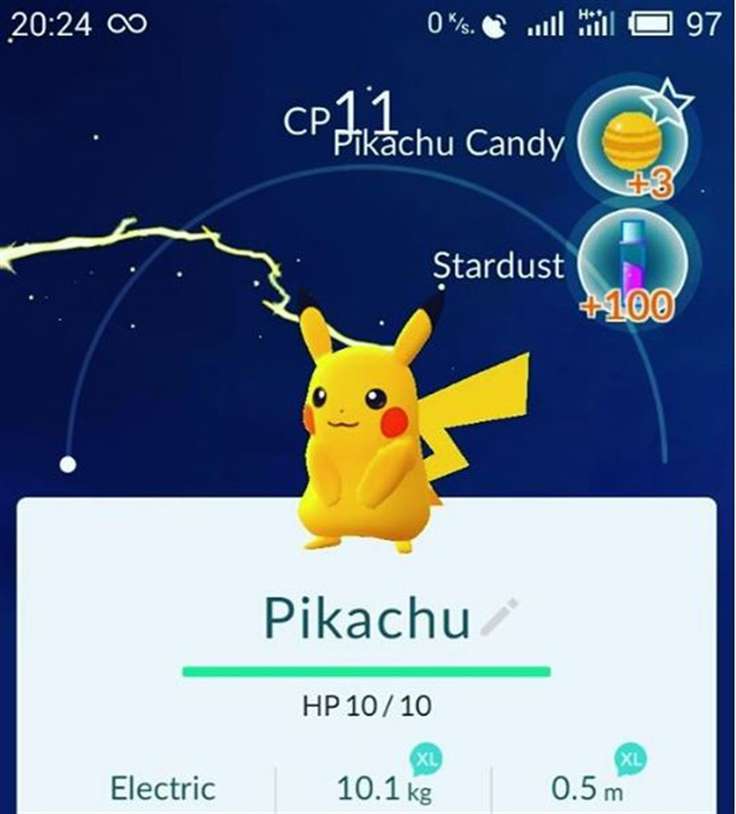 20:24 ∞ 0 K/s. H+ 97
CP11
Pikachu Candy
+3
Stardust
+100
Pikachu
HP 10 / 10
XL XL
Electric 10.1 kg 0.5 m